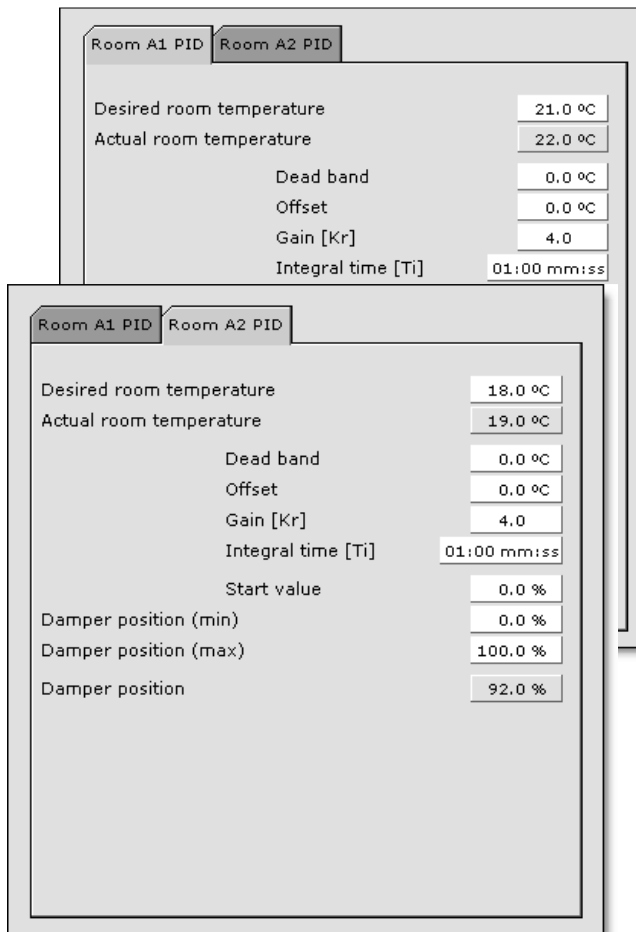 Room A1 PID Room A2 PID
Desired room temperature 21.0 ºC
Actual room temperature 22.0 ºC
Dead band 0.0 ºC
Offset 0.0 ºC
Gain [Kr] 4.0
Integral time [Ti] 01:00 mm:ss
Room A1 PID Room A2 PID
Desired room temperature 18.0 ºC
Actual room temperature 19.0 ºC
Dead band 0.0 ºC
Offset 0.0 ºC
Gain [Kr] 4.0
Integral time [Ti] 01:00 mm:ss
Start value 0.0 %
Damper position (min) 0.0 %
Damper position (max) 100.0 %
Damper position 92.0 %